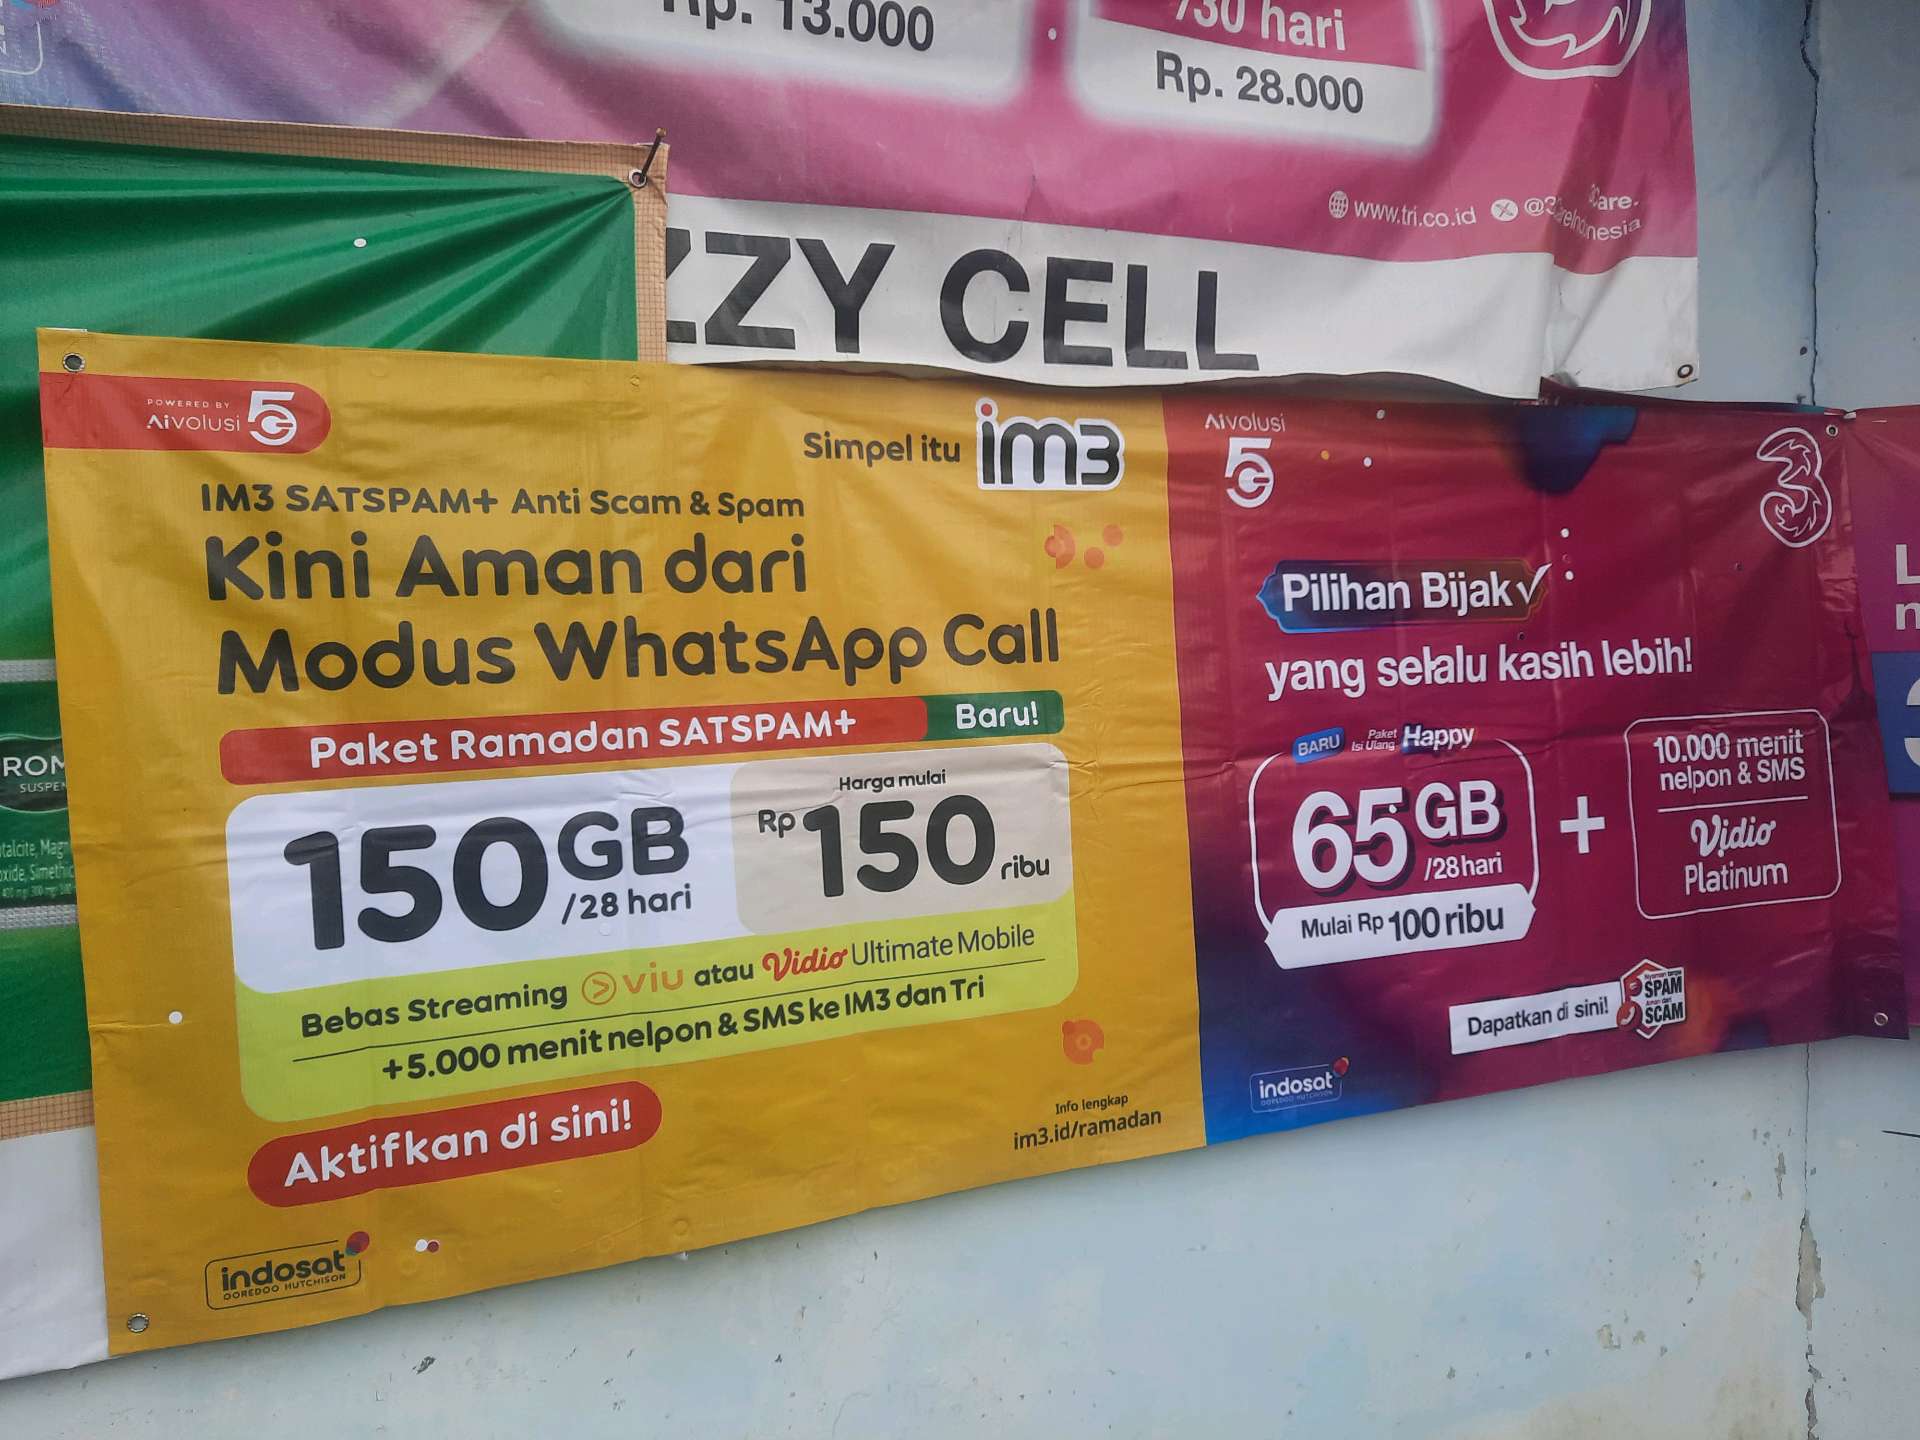 Rp. 13.000
/30 hari
Rp. 28.000
www.tri.co.id
ZZY CELL
POWERED BY
Aivolusi 5G
Simpel itu im3
IM3 SATSPAM+ Anti Scam & Spam
Kini Aman dari
Modus WhatsApp Call
Paket Ramadan SATSPAM+ Baru!
150GB
/28 hari
Harga mulai
Rp 150 ribu
Bebas Streaming viu atau Vidio Ultimate Mobile
+5.000 menit nelpon & SMS ke IM3 dan Tri
Aktifkan di sini!
Info lengkap
im3.id/ramadan
indosat
OOREDOO HUTCHISON
Aivolusi
5G
3
Pilihan Bijak
yang selalu kasih lebih!
BARU Paket Isi Ulang Happy
65GB
/28hari
Mulai Rp 100 ribu
+
10.000 menit
nelpon & SMS
Vidio
Platinum
Dapatkan di sini!
SPAM
SCAM
indosat
OOREDOO HUTCHISON